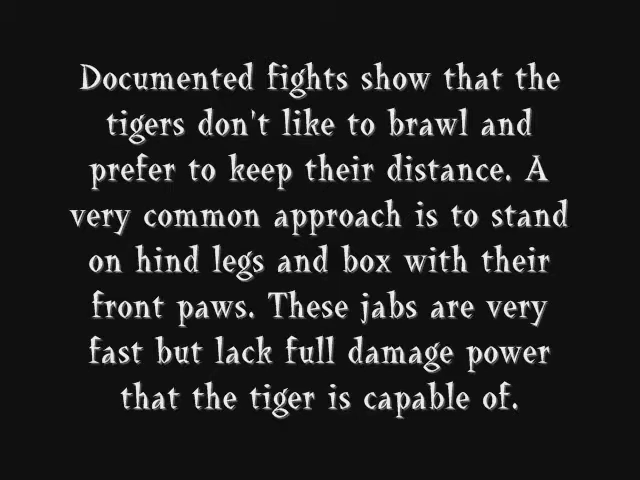 Documented fights show that the
tigers don't like to brawl and
prefer to keep their distance. A
very common approach is to stand
on hind legs and box with their
front paws. These jabs are very
fast but lack full damage power
that the tiger is capable of.